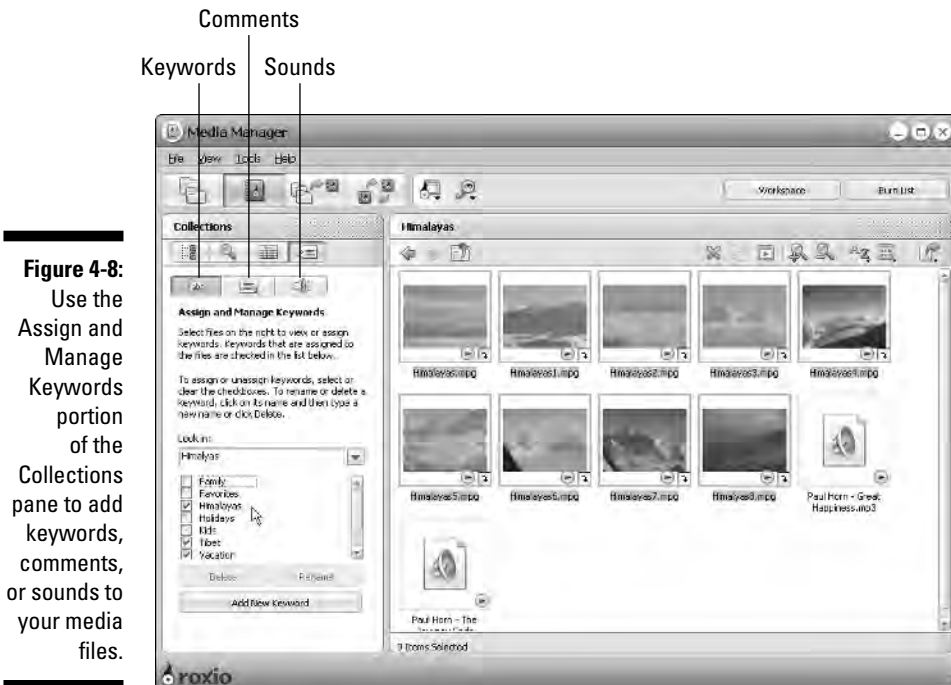 Comments
Keywords Sounds
Figure 4-8:
Use the
Assign and
Manage
Keywords
portion
of the
Collections
pane to add
keywords,
comments,
or sounds to
your media
files.
Media Manager
File View Tools Help
Workspace Burn List
Collections
Himalayas
abc
Assign and Manage Keywords
Select files on the right to view or assign
keywords. Keywords that are assigned to
the files are checked in the list below.
To assign or unassign keywords, select or
clear the checkboxes. To rename or delete a
keyword, click on its name and then type a
new name or click Delete.
Look in:
Himalyas
Family
Favorites
Himalayas
Holidays
Kids
Tibet
Vacation
Delete Rename
Add New Keyword
Himalayas.mpg Himalayas1.mpg Himalayas2.mpg Himalayas3.mpg Himalayas4.mpg
Himalayas5.mpg Himalayas6.mpg Himalayas7.mpg Himalyas8.mpg Paul Horn - Great
Happiness.mp3
Paul Horn - The
9 Items Selected
roxio